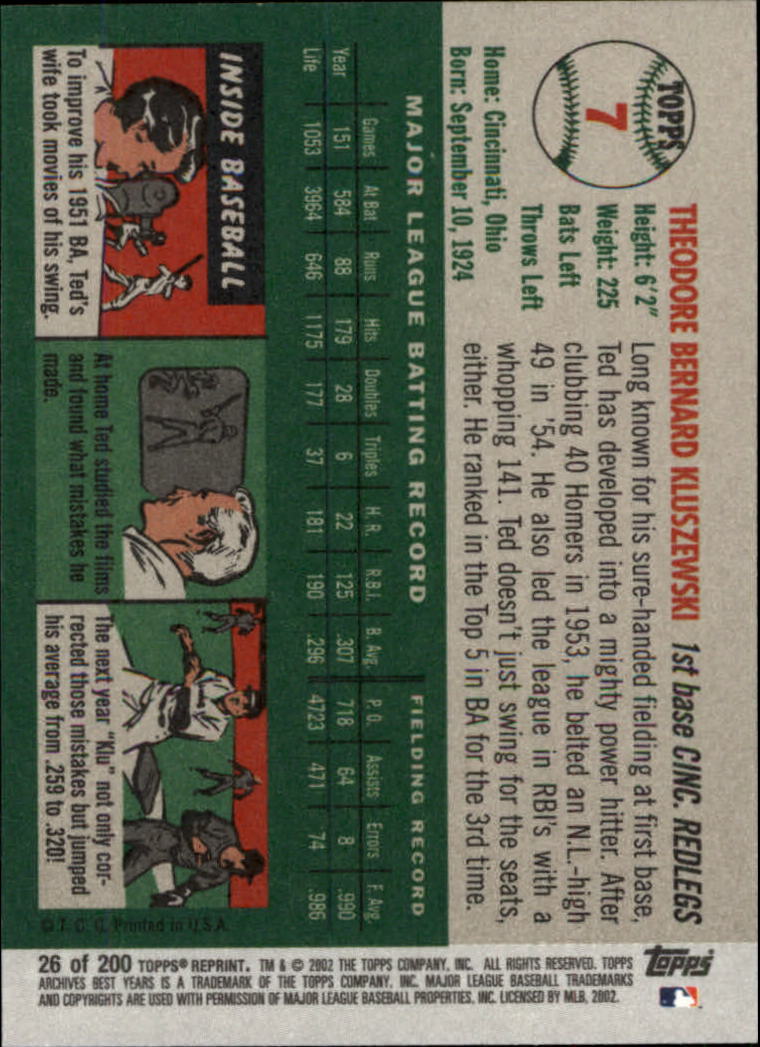 TOPPS
7
THEODORE BERNARD KLUSZEWSKI 1st base CINC. REDLEGS
Height: 6'2"
Weight: 225
Bats Left
Throws Left
Home: Cincinnati, Ohio
Born: September 10, 1924
Long known for his sure-handed fielding at first base,
Ted has developed into a mighty power hitter. After
clubbing 40 Homers in 1953, he belted an N.L.-high
49 in '54. He also led the league in RBI's with a
whopping 141. Ted doesn't just swing for the seats,
either. He ranked in the Top 5 in BA for the 3rd time.
MAJOR LEAGUE BATTING RECORD FIELDING RECORD
Year Games At Bat Runs Hits Doubles Triples H. R. R.B.I. B. Avg. P. O. Assists Errors F. Avg.
151 584 88 179 28 6 22 125 .307 718 64 8 .990
Life 1053 3964 646 1175 177 37 181 190 .296 4723 471 74 .986
INSIDE BASEBALL
To improve his 1951 BA, Ted's
wife took movies of his swing.
At home Ted studied the films
and found what mistakes he
made.
The next year "Klu" not only cor-
rected those mistakes but jumped
his average from .259 to .320!
© T. C. G. Printed in U.S.A.
topps
26 of 200 TOPPS® REPRINT. TM & © 2002 THE TOPPS COMPANY, INC. ALL RIGHTS RESERVED. TOPPS
ARCHIVES BEST YEARS IS A TRADEMARK OF THE TOPPS COMPANY, INC. MAJOR LEAGUE BASEBALL TRADEMARKS
AND COPYRIGHTS ARE USED WITH PERMISSION OF MAJOR LEAGUE BASEBALL PROPERTIES, INC. LICENSED BY MLB, 2002.